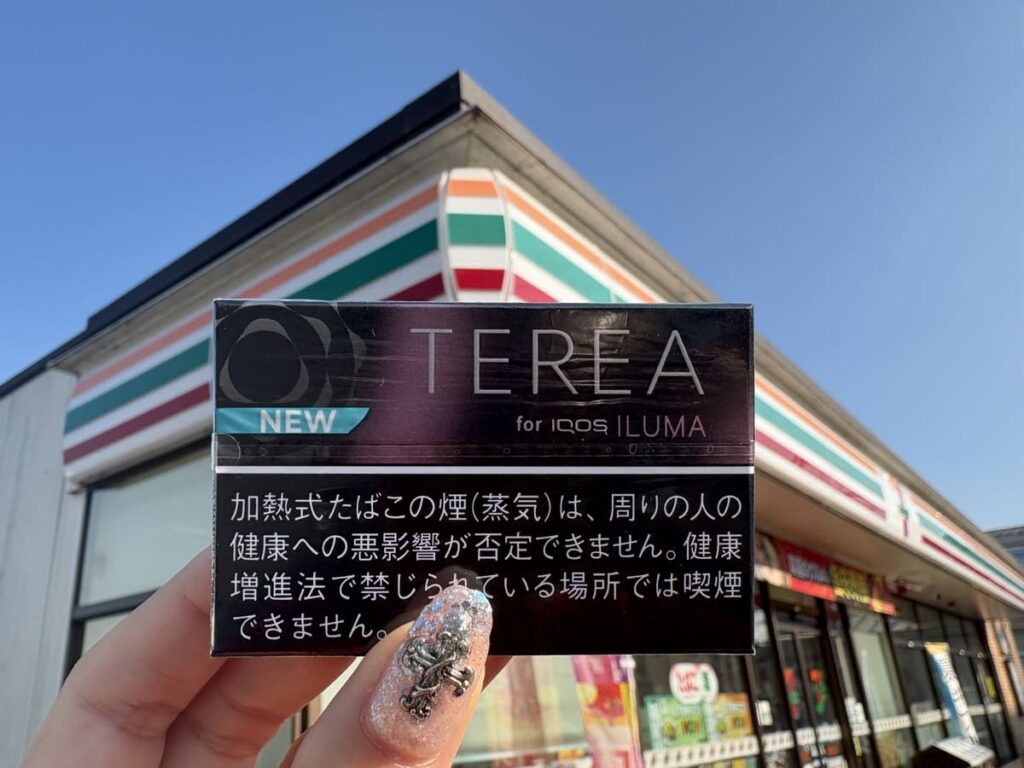 TEREA
NEW
for IQOS ILUMA
加熱式たばこの煙(蒸気)は、周りの人の
健康への悪影響が否定できません。健康
増進法で禁じられている場所では喫煙
できません。